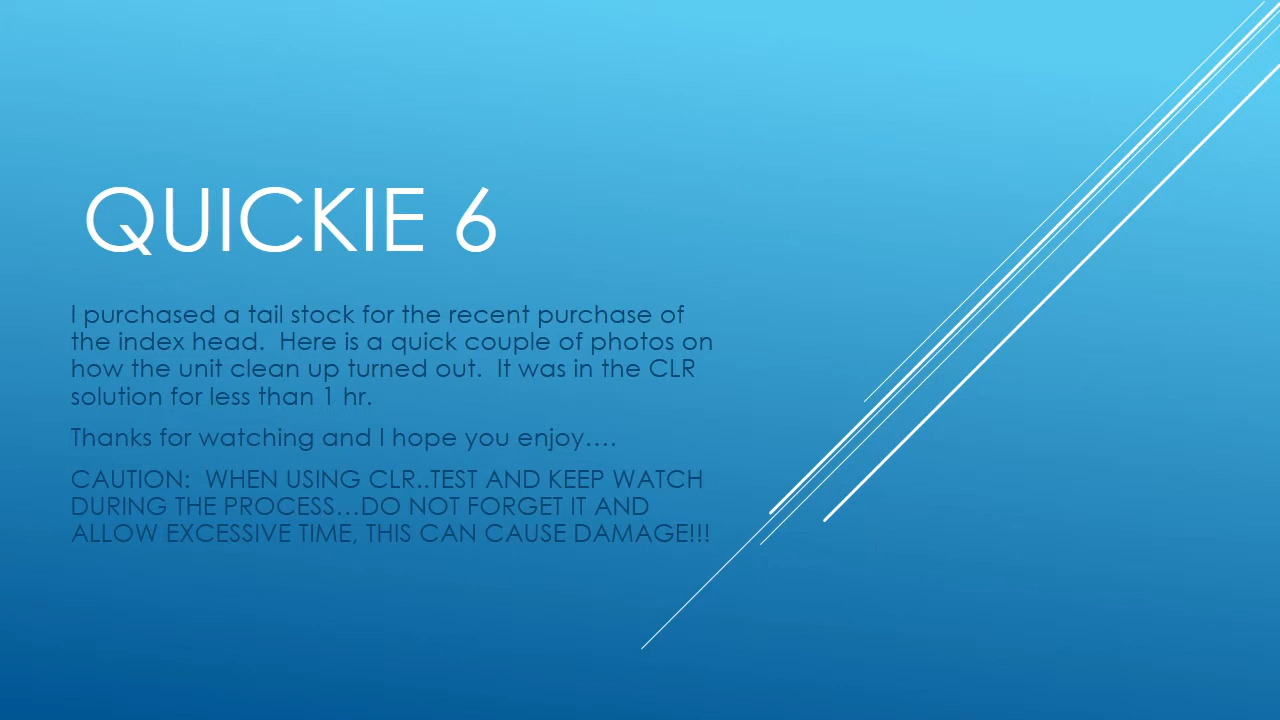 QUICKIE 6
I purchased a tail stock for the recent purchase of
the index head.  Here is a quick couple of photos on
how the unit clean up turned out.  It was in the CLR
solution for less than 1 hr.
Thanks for watching and I hope you enjoy....
CAUTION:  WHEN USING CLR..TEST AND KEEP WATCH
DURING THE PROCESS...DO NOT FORGET IT AND
ALLOW EXCESSIVE TIME, THIS CAN CAUSE DAMAGE!!!